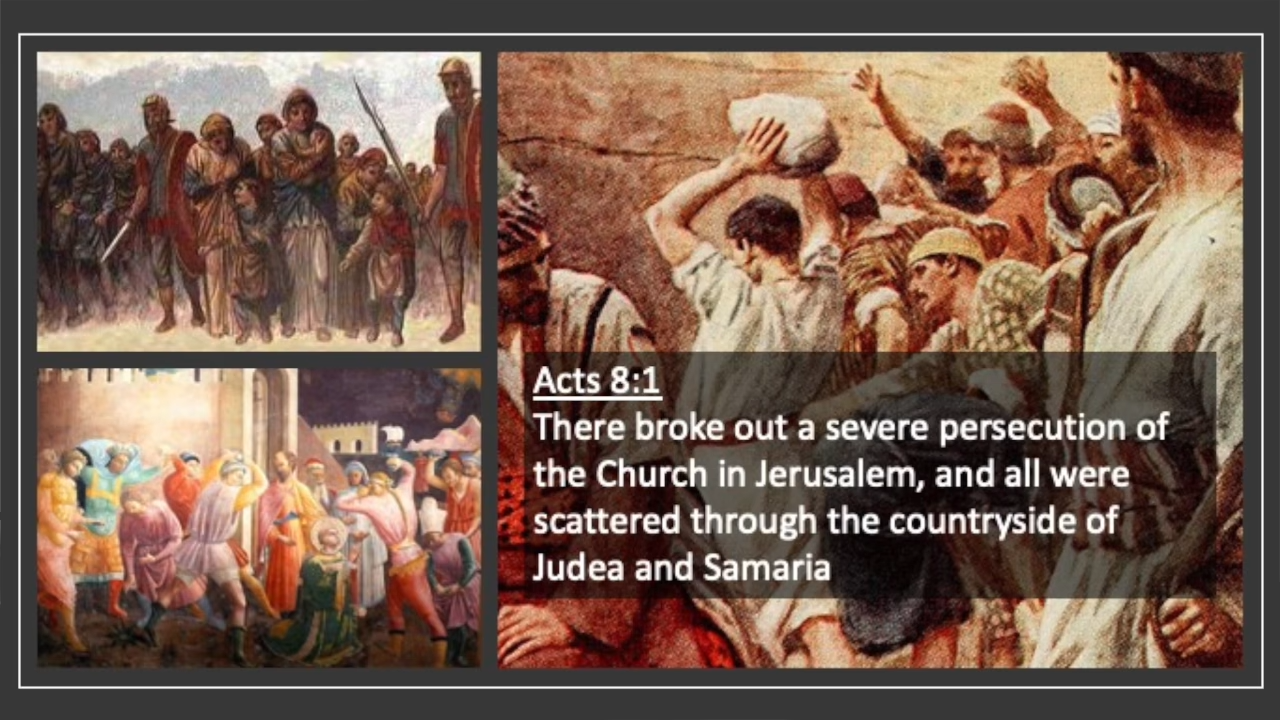 Acts 8:1
There broke out a severe persecution of
the Church in Jerusalem, and all were
scattered through the countryside of
Judea and Samaria